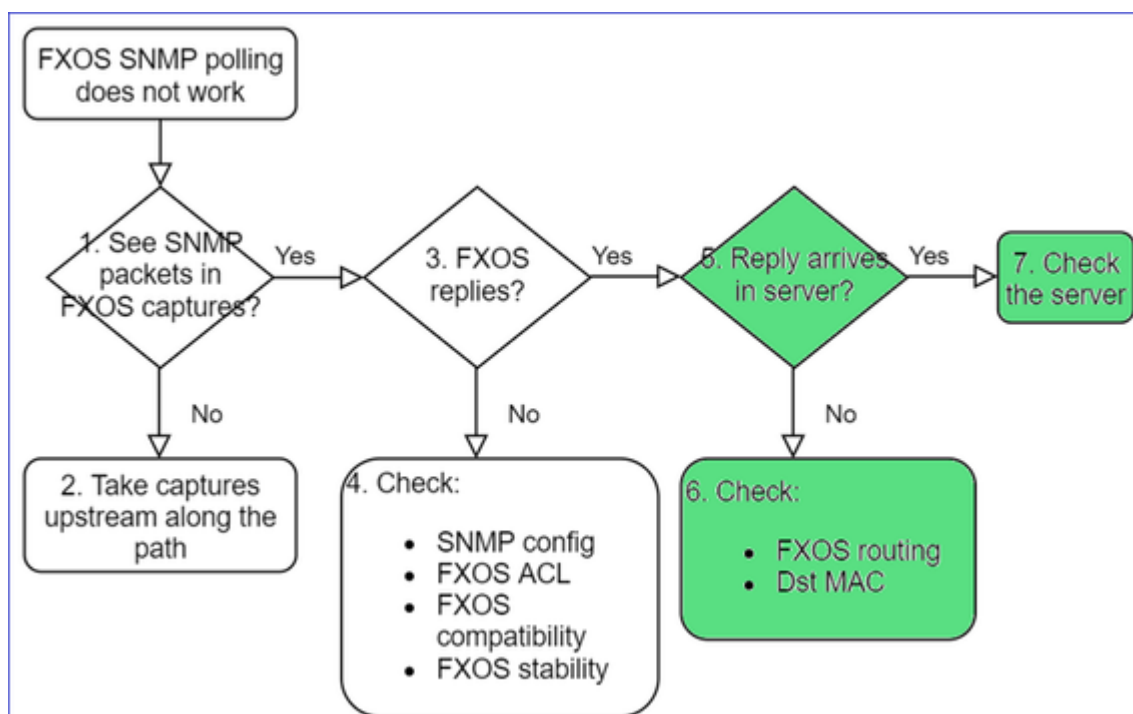 FXOS SNMP polling
does not work
1. See SNMP
packets in
FXOS captures?
Yes
3. FXOS
replies?
Yes
5. Reply arrives
in server?
Yes
7. Check
the server
No
No
No
2. Take captures
upstream along the
path
4. Check:
• SNMP config
• FXOS ACL
• FXOS
compatibility
• FXOS stability
6. Check:
• FXOS routing
• Dst MAC